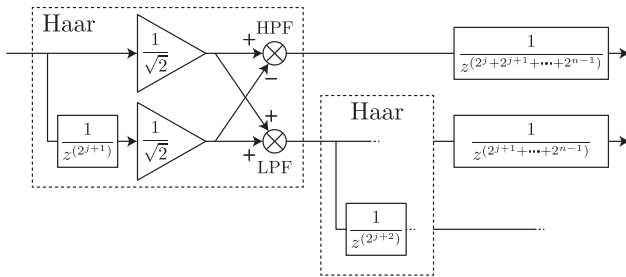 Haar
HPF
1/√2
+
−
1/z^(2^j+2^{j+1}+⋯+2^{n−1})
Haar
1/z^(2^{j+1})
1/√2
+
+
LPF
1/z^(2^{j+1}+⋯+2^{n−1})
1/z^(2^{j+2})